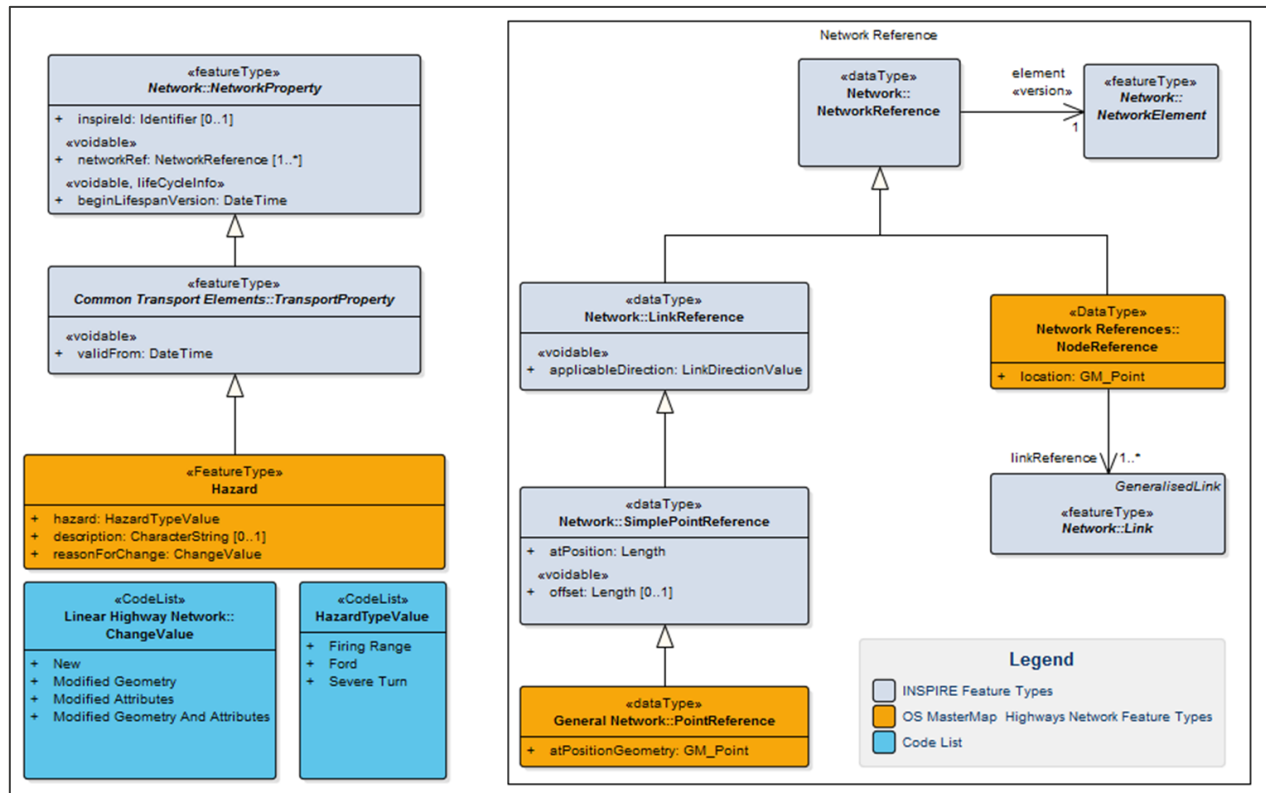 «featureType»
Network::NetworkProperty
+ inspireId: Identifier [0..1]
«voidable»
+ networkRef: NetworkReference [1..*]
«voidable, lifeCycleInfo»
+ beginLifespanVersion: DateTime
«featureType»
Common Transport Elements::TransportProperty
«voidable»
+ validFrom: DateTime
«FeatureType»
Hazard
+ hazard: HazardTypeValue
+ description: CharacterString [0..1]
+ reasonForChange: ChangeValue
«CodeList»
Linear Highway Network::
ChangeValue
+ New
+ Modified Geometry
+ Modified Attributes
+ Modified Geometry And Attributes
«CodeList»
HazardTypeValue
+ Firing Range
+ Ford
+ Severe Turn
Network Reference
«dataType»
Network::
NetworkReference
element
«version»
1
«featureType»
Network::
NetworkElement
«dataType»
Network::LinkReference
«voidable»
+ applicableDirection: LinkDirectionValue
«DataType»
Network References::
NodeReference
+ location: GM_Point
linkReference 1..*
GeneralisedLink
«featureType»
Network::Link
«dataType»
Network::SimplePointReference
+ atPosition: Length
«voidable»
+ offset: Length [0..1]
«dataType»
General Network::PointReference
+ atPositionGeometry: GM_Point
Legend
INSPIRE Feature Types
OS MasterMap Highways Network Feature Types
Code List